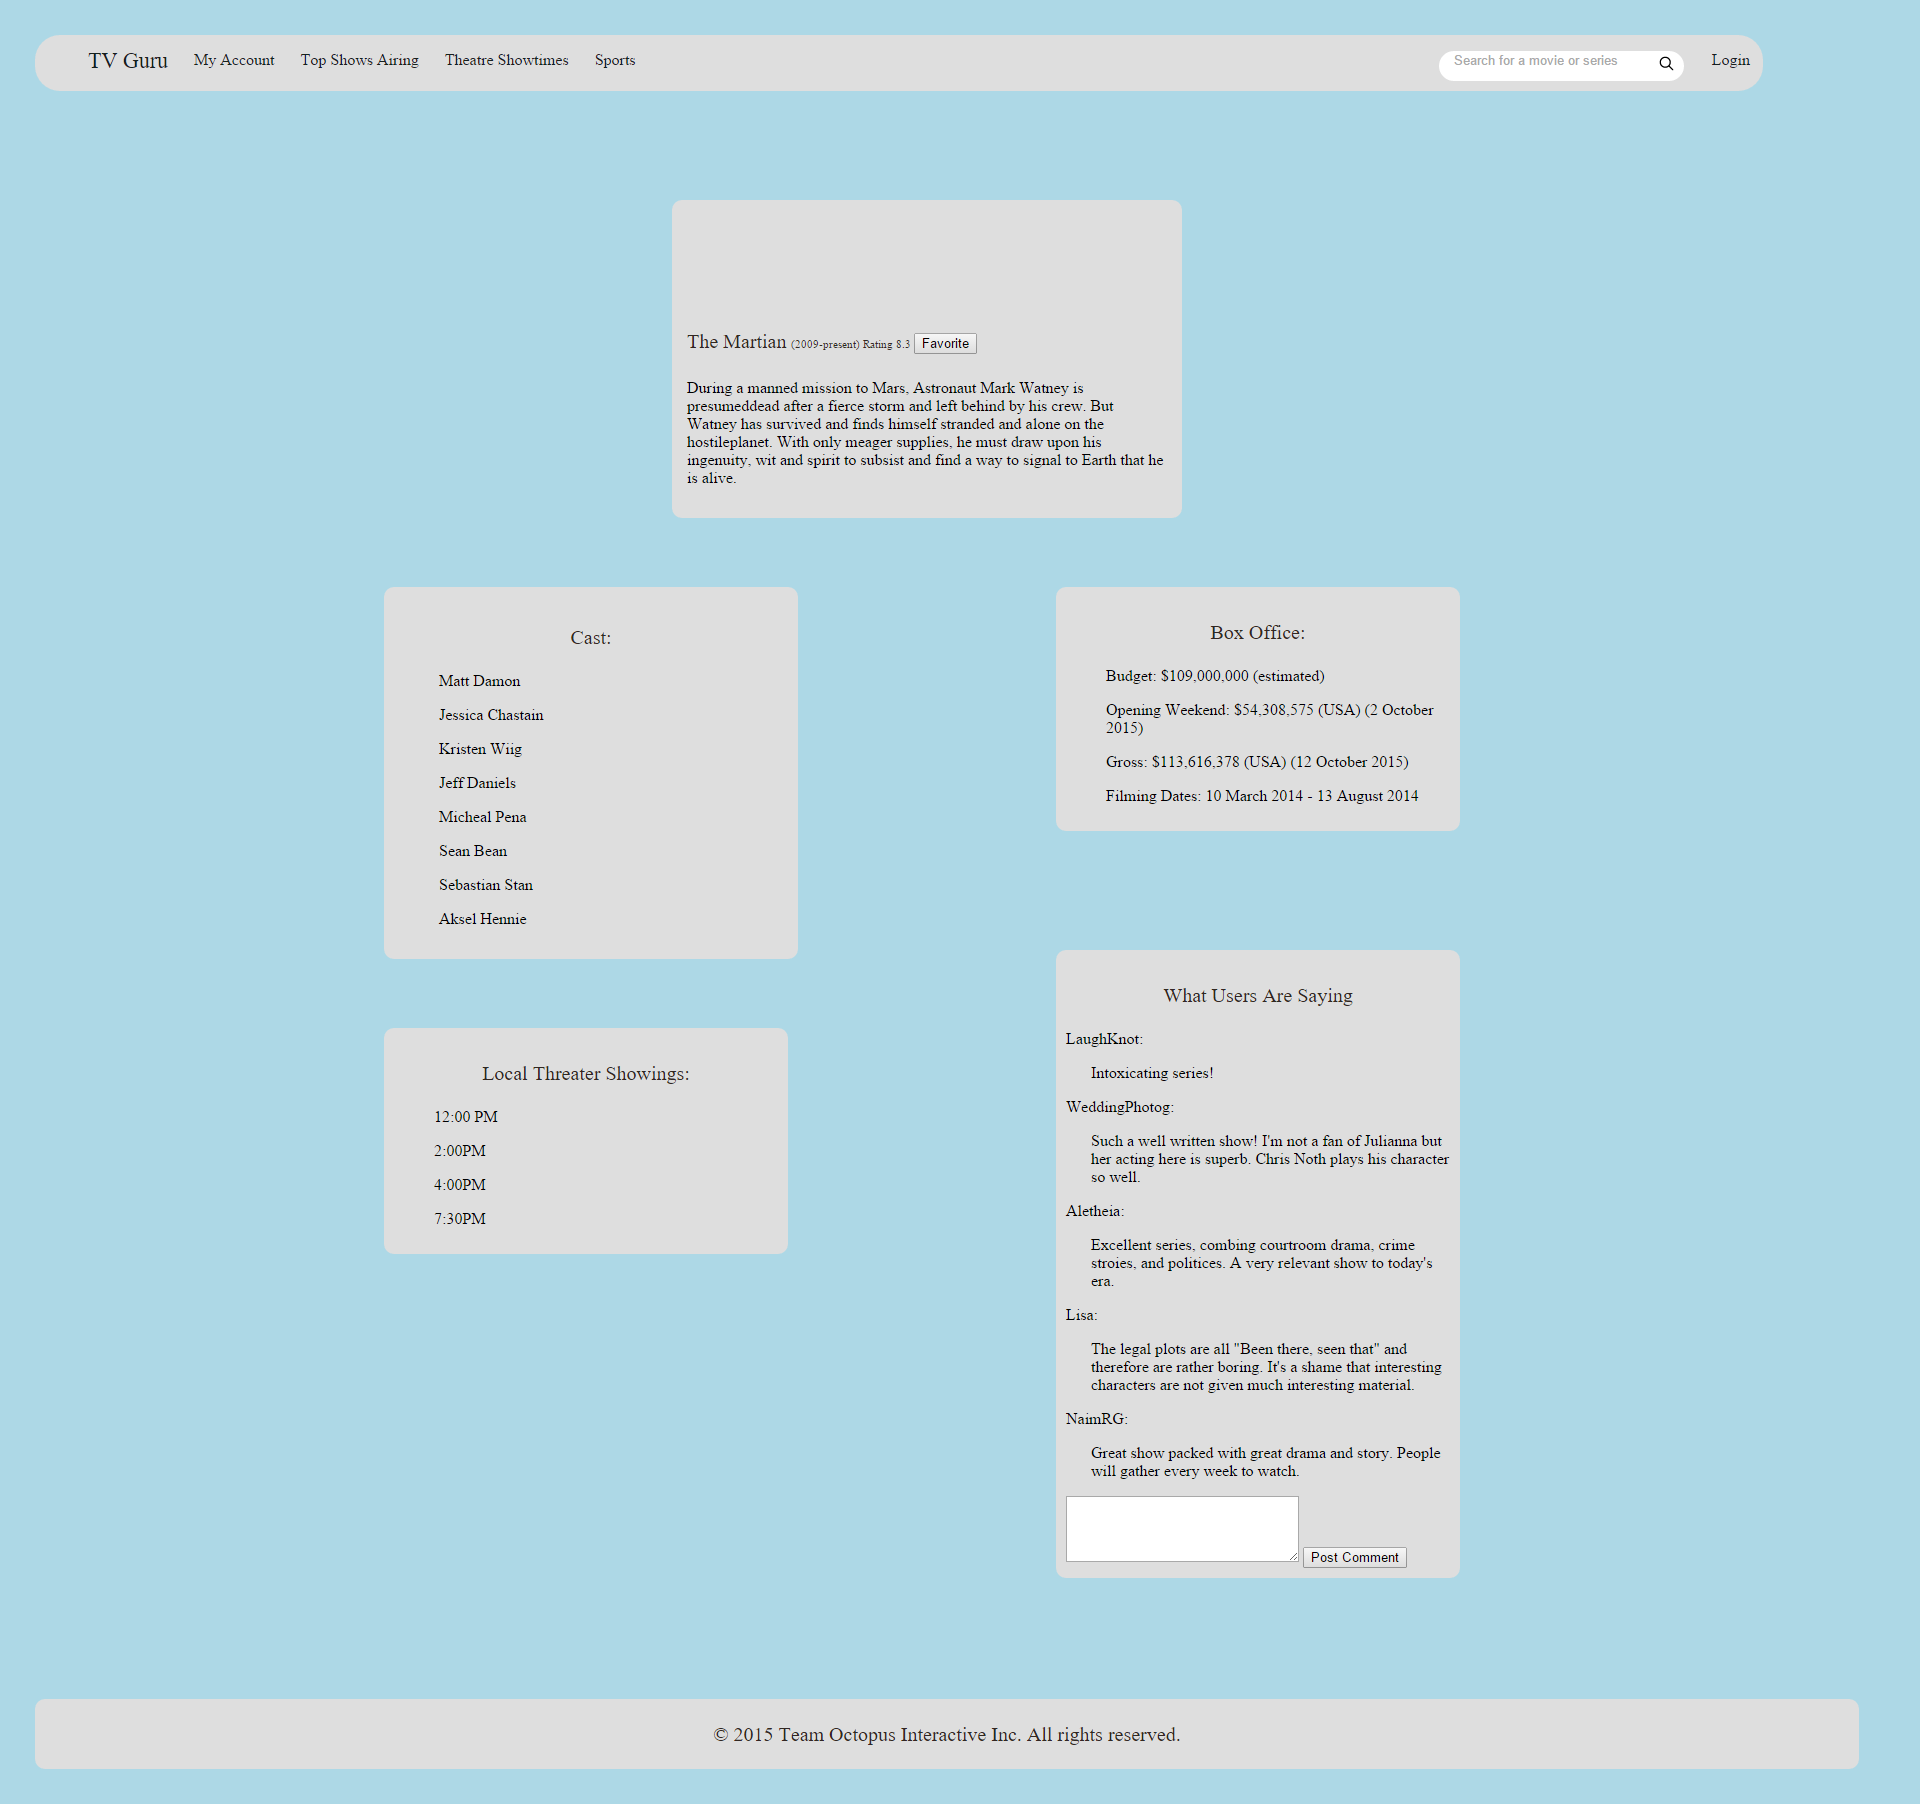 TV Guru My Account Top Shows Airing Theatre Showtimes Sports Search for a movie or series Login
The Martian (2009-present) Rating 8.3 Favorite
During a manned mission to Mars, Astronaut Mark Watney is
presumeddead after a fierce storm and left behind by his crew. But
Watney has survived and finds himself stranded and alone on the
hostileplanet. With only meager supplies, he must draw upon his
ingenuity, wit and spirit to subsist and find a way to signal to Earth that he
is alive.
Cast:
Matt Damon
Jessica Chastain
Kristen Wiig
Jeff Daniels
Micheal Pena
Sean Bean
Sebastian Stan
Aksel Hennie
Box Office:
Budget: $109,000,000 (estimated)
Opening Weekend: $54,308,575 (USA) (2 October
2015)
Gross: $113,616,378 (USA) (12 October 2015)
Filming Dates: 10 March 2014 - 13 August 2014
Local Threater Showings:
12:00 PM
2:00PM
4:00PM
7:30PM
What Users Are Saying
LaughKnot:
Intoxicating series!
WeddingPhotog:
Such a well written show! I'm not a fan of Julianna but
her acting here is superb. Chris Noth plays his character
so well.
Aletheia:
Excellent series, combing courtroom drama, crime
stroies, and politices. A very relevant show to today's
era.
Lisa:
The legal plots are all "Been there, seen that" and
therefore are rather boring. It's a shame that interesting
characters are not given much interesting material.
NaimRG:
Great show packed with great drama and story. People
will gather every week to watch.
Post Comment
© 2015 Team Octopus Interactive Inc. All rights reserved.